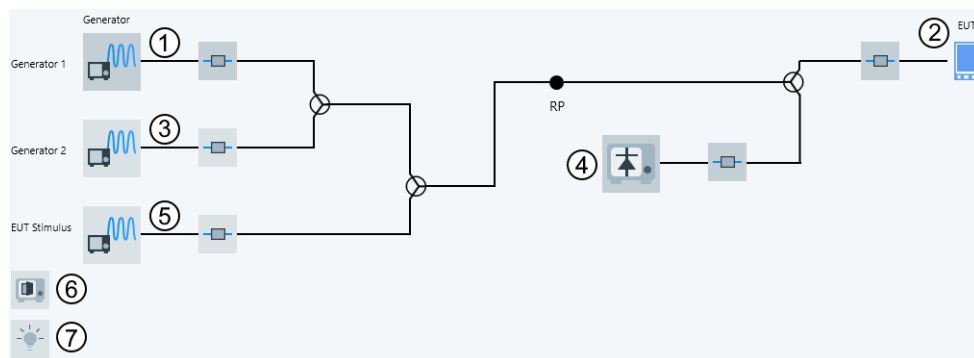 Generator
EUT
Generator 1
①
②
RP
Generator 2
③
④
EUT Stimulus
⑤
⑥
⑦